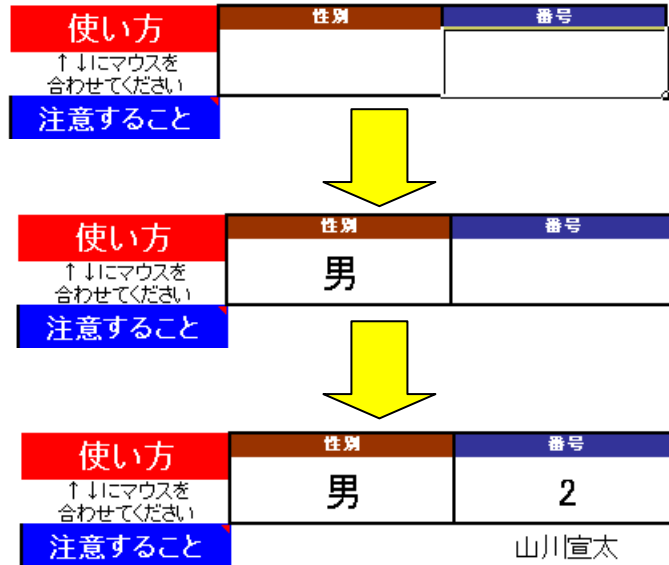 使い方 性別 番号
↑↓にマウスを
合わせてください
注意すること
使い方 性別 番号
↑↓にマウスを 男
合わせてください
注意すること
使い方 性別 番号
↑↓にマウスを 男 2
合わせてください
注意すること 山川宣太